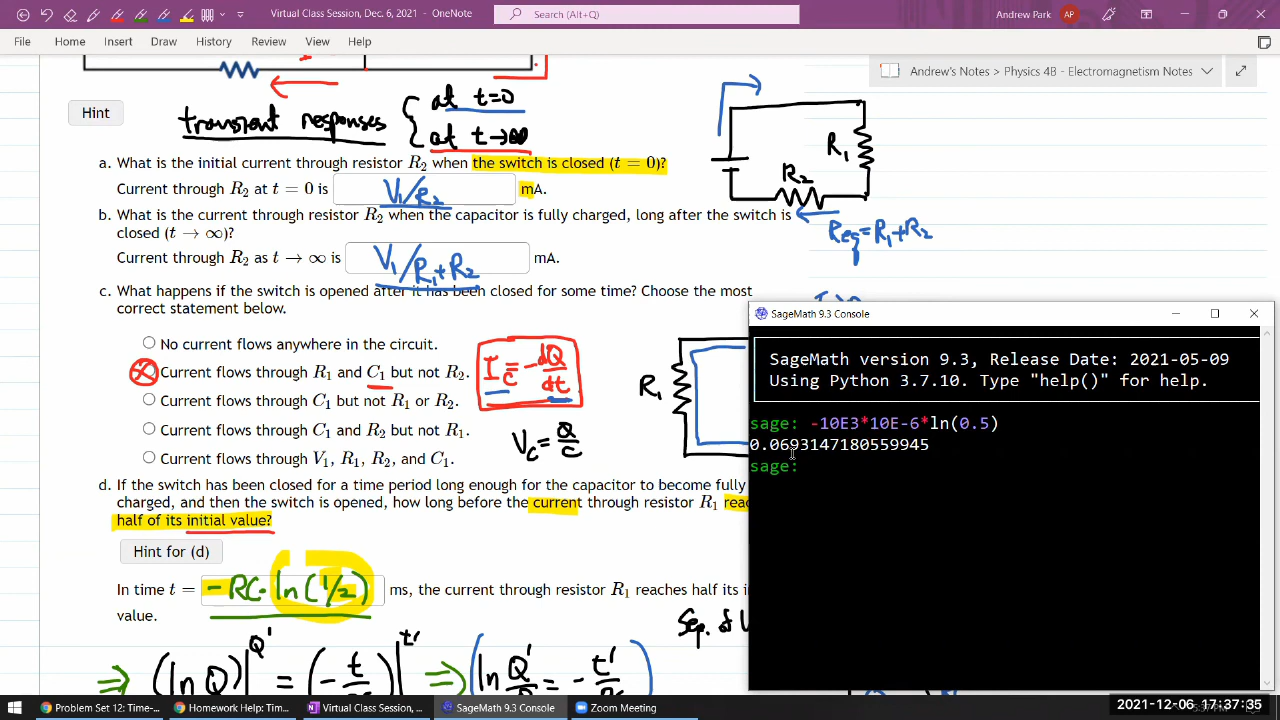 Virtual Class Session, Dec. 6, 2021 - OneNote
Search (Alt+E)
Andrew Park
AP
File Home Insert Draw History Review View Help
Andrew's No
Physics 4B - Electromagnetism Notes
Hint
transient responses
at t=0
at t→∞
a. What is the initial current through resistor R2 when the switch is closed (t = 0)?
Current through R2 at t = 0 is V1/R2 mA.
b. What is the current through resistor R2 when the capacitor is fully charged, long after the switch is
closed (t → ∞)?
Current through R2 as t → ∞ is V1/R1+R2 mA.
R1
R2
Req=R1+R2
c. What happens if the switch is opened after it has been closed for some time? Choose the most
correct statement below.
No current flows anywhere in the circuit.
Current flows through R1 and C1 but not R2.
Current flows through C1 but not R1 or R2.
Current flows through C1 and R2 but not R1.
Current flows through V1, R1, R2, and C1.
Ic = -dQ/dt
Vc = Q/C
R1
d. If the switch has been closed for a time period long enough for the capacitor to become fully
charged, and then the switch is opened, how long before the current through resistor R1 rea
half of its initial value?
Hint for (d)
In time t = -RC·ln(1/2) ms, the current through resistor R1 reaches half its i
value.
Sep. of V
⇒ (ln Q)|Q' = (-t/)|t' ⇒ (ln Q'/ = - t'/
SageMath 9.3 Console
SageMath version 9.3, Release Date: 2021-05-09
Using Python 3.7.10. Type "help()" for help.
sage: -10E3*10E-6*ln(0.5)
0.0693147180559945
sage:
Problem Set 12: Time-...
Homework Help: Tim...
Virtual Class Session, ...
SageMath 9.3 Console
Zoom Meeting
2021-12-06 17:37:35